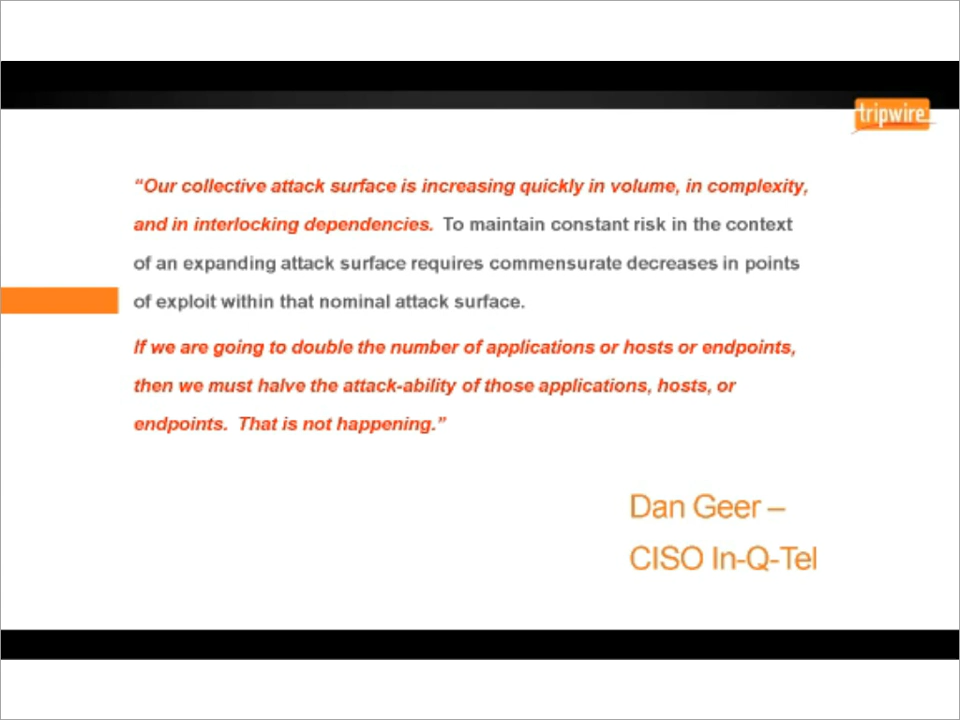 tripwire
“Our collective attack surface is increasing quickly in volume, in complexity,
and in interlocking dependencies. To maintain constant risk in the context
of an expanding attack surface requires commensurate decreases in points
of exploit within that nominal attack surface.
If we are going to double the number of applications or hosts or endpoints,
then we must halve the attack-ability of those applications, hosts, or
endpoints. That is not happening.”
Dan Geer –
CISO In-Q-Tel